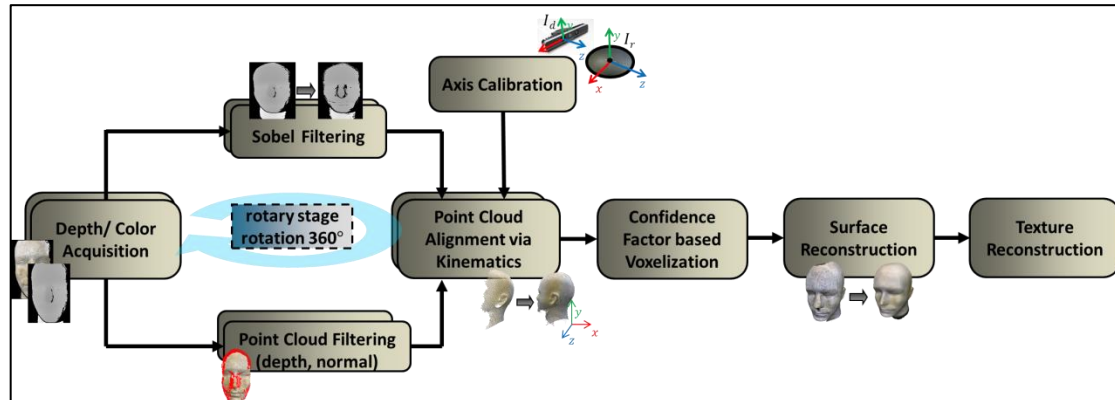 I_d
y
z
y
I_r
x
z
Axis Calibration
Sobel Filtering
Depth/ Color
Acquisition
rotary stage
rotation 360°
Point Cloud
Alignment via
Kinematics
Confidence
Factor based
Voxelization
Surface
Reconstruction
Texture
Reconstruction
y
x
z
Point Cloud Filtering
(depth, normal)